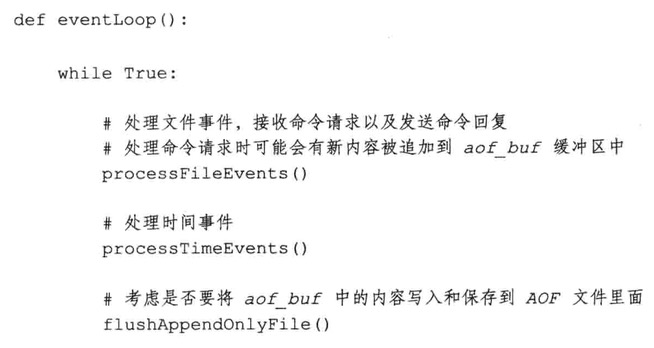 def eventLoop():
while True:
# 处理文件事件，接收命令请求以及发送命令回复
# 处理命令请求时可能会有新内容被追加到 aof_buf 缓冲区中
processFileEvents()
# 处理时间事件
processTimeEvents()
# 考虑是否要将 aof_buf 中的内容写入和保存到 AOF 文件里面
flushAppendOnlyFile()